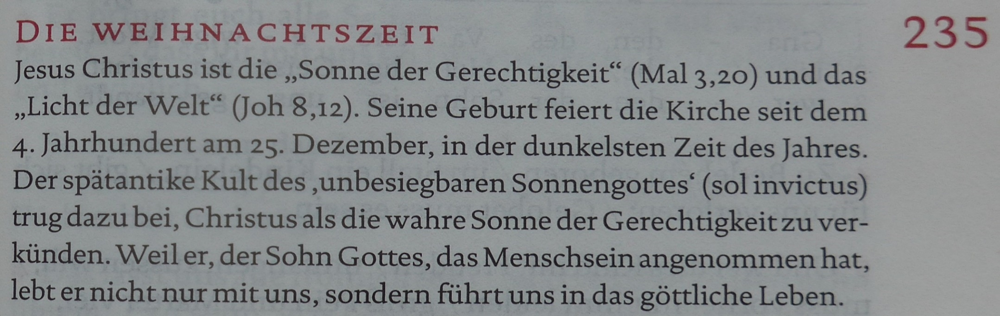 DIE WEIHNACHTSZEIT 235
Jesus Christus ist die „Sonne der Gerechtigkeit“ (Mal 3,20) und das
„Licht der Welt“ (Joh 8,12). Seine Geburt feiert die Kirche seit dem
4. Jahrhundert am 25. Dezember, in der dunkelsten Zeit des Jahres.
Der spätantike Kult des ‚unbesiegbaren Sonnengottes‘ (sol invictus)
trug dazu bei, Christus als die wahre Sonne der Gerechtigkeit zu ver-
künden. Weil er, der Sohn Gottes, das Menschsein angenommen hat,
lebt er nicht nur mit uns, sondern führt uns in das göttliche Leben.